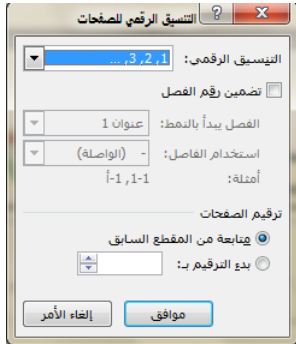 التنسيق الرقمي للصفحات
التنسيق الرقمي: 1, 2, 3, ...
تضمين رقم الفصل
الفصل يبدأ بالنمط: عنوان 1
استخدام الفاصل: - (الواصلة)
أمثلة: 1-1, 1-أ
ترقيم الصفحات
متابعة من المقطع السابق
بدء الترقيم بـ:
موافق إلغاء الأمر